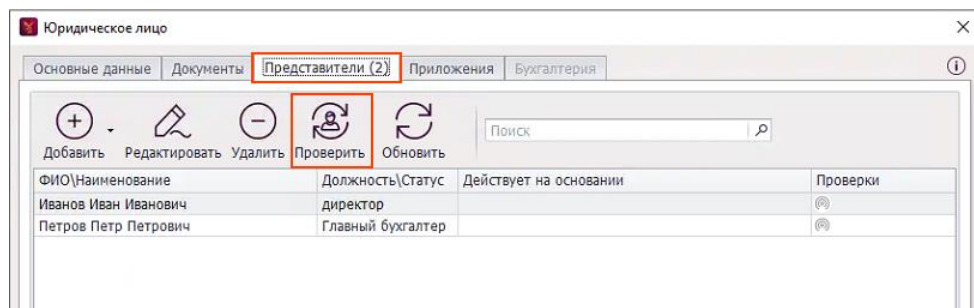 Юридическое лицо
Основные данные Документы Представители (2) Приложения Бухгалтерия
Добавить Редактировать Удалить Проверить Обновить Поиск
ФИО\Наименование Должность\Статус Действует на основании Проверки
Иванов Иван Иванович директор
Петров Петр Петрович Главный бухгалтер